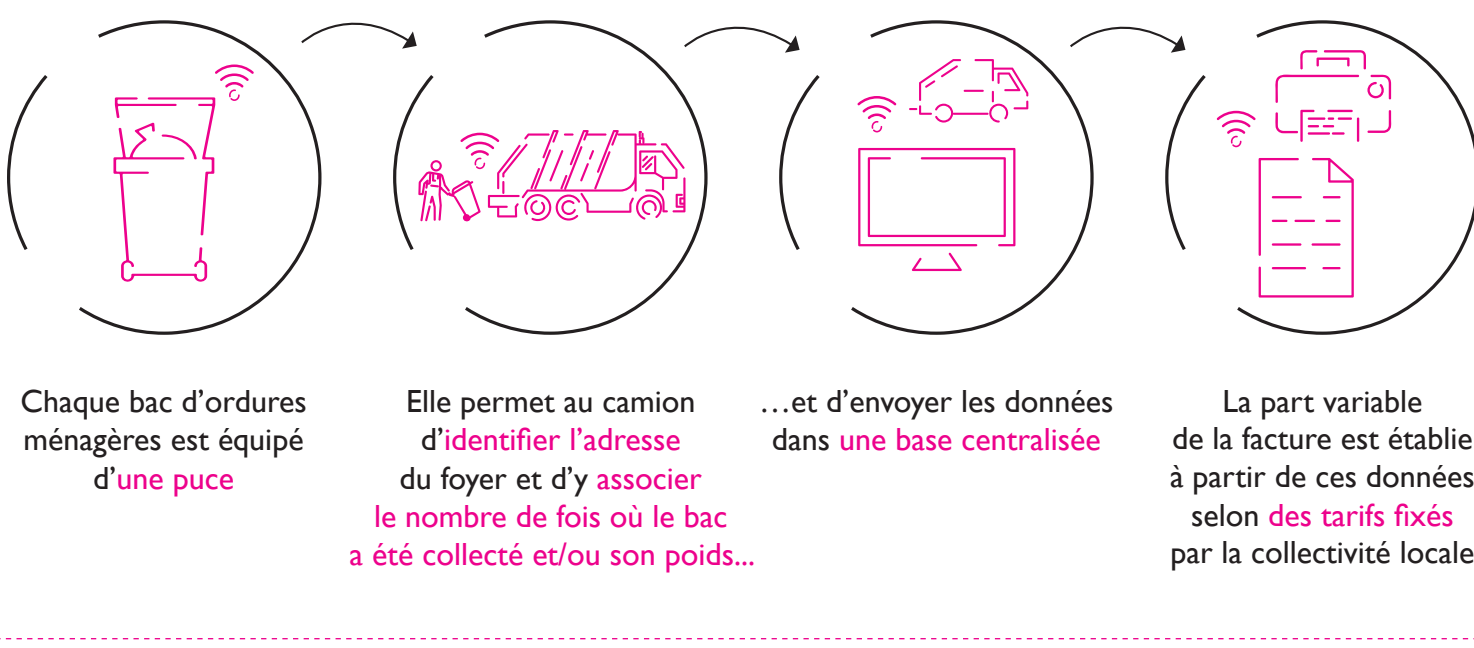 Chaque bac d’ordures
ménagères est équipé
d’une puce
Elle permet au camion
d’identifier l’adresse
du foyer et d’y associer
le nombre de fois où le bac
a été collecté et/ou son poids...
…et d’envoyer les données
dans une base centralisée
La part variable
de la facture est établie
à partir de ces données
selon des tarifs fixés
par la collectivité locale